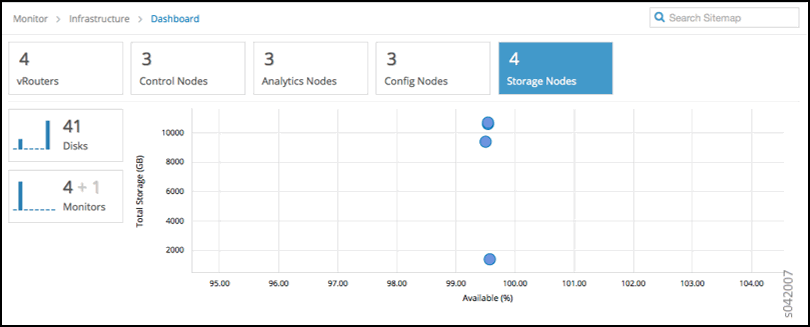 Monitor > Infrastructure > Dashboard
Search Sitemap
4
vRouters
3
Control Nodes
3
Analytics Nodes
3
Config Nodes
4
Storage Nodes
41
Disks
4 + 1
Monitors
Total Storage (GB)
10000
8000
6000
4000
2000
95.00 96.00 97.00 98.00 99.00 100.00 101.00 102.00 103.00 104.00
Available (%)
s042007